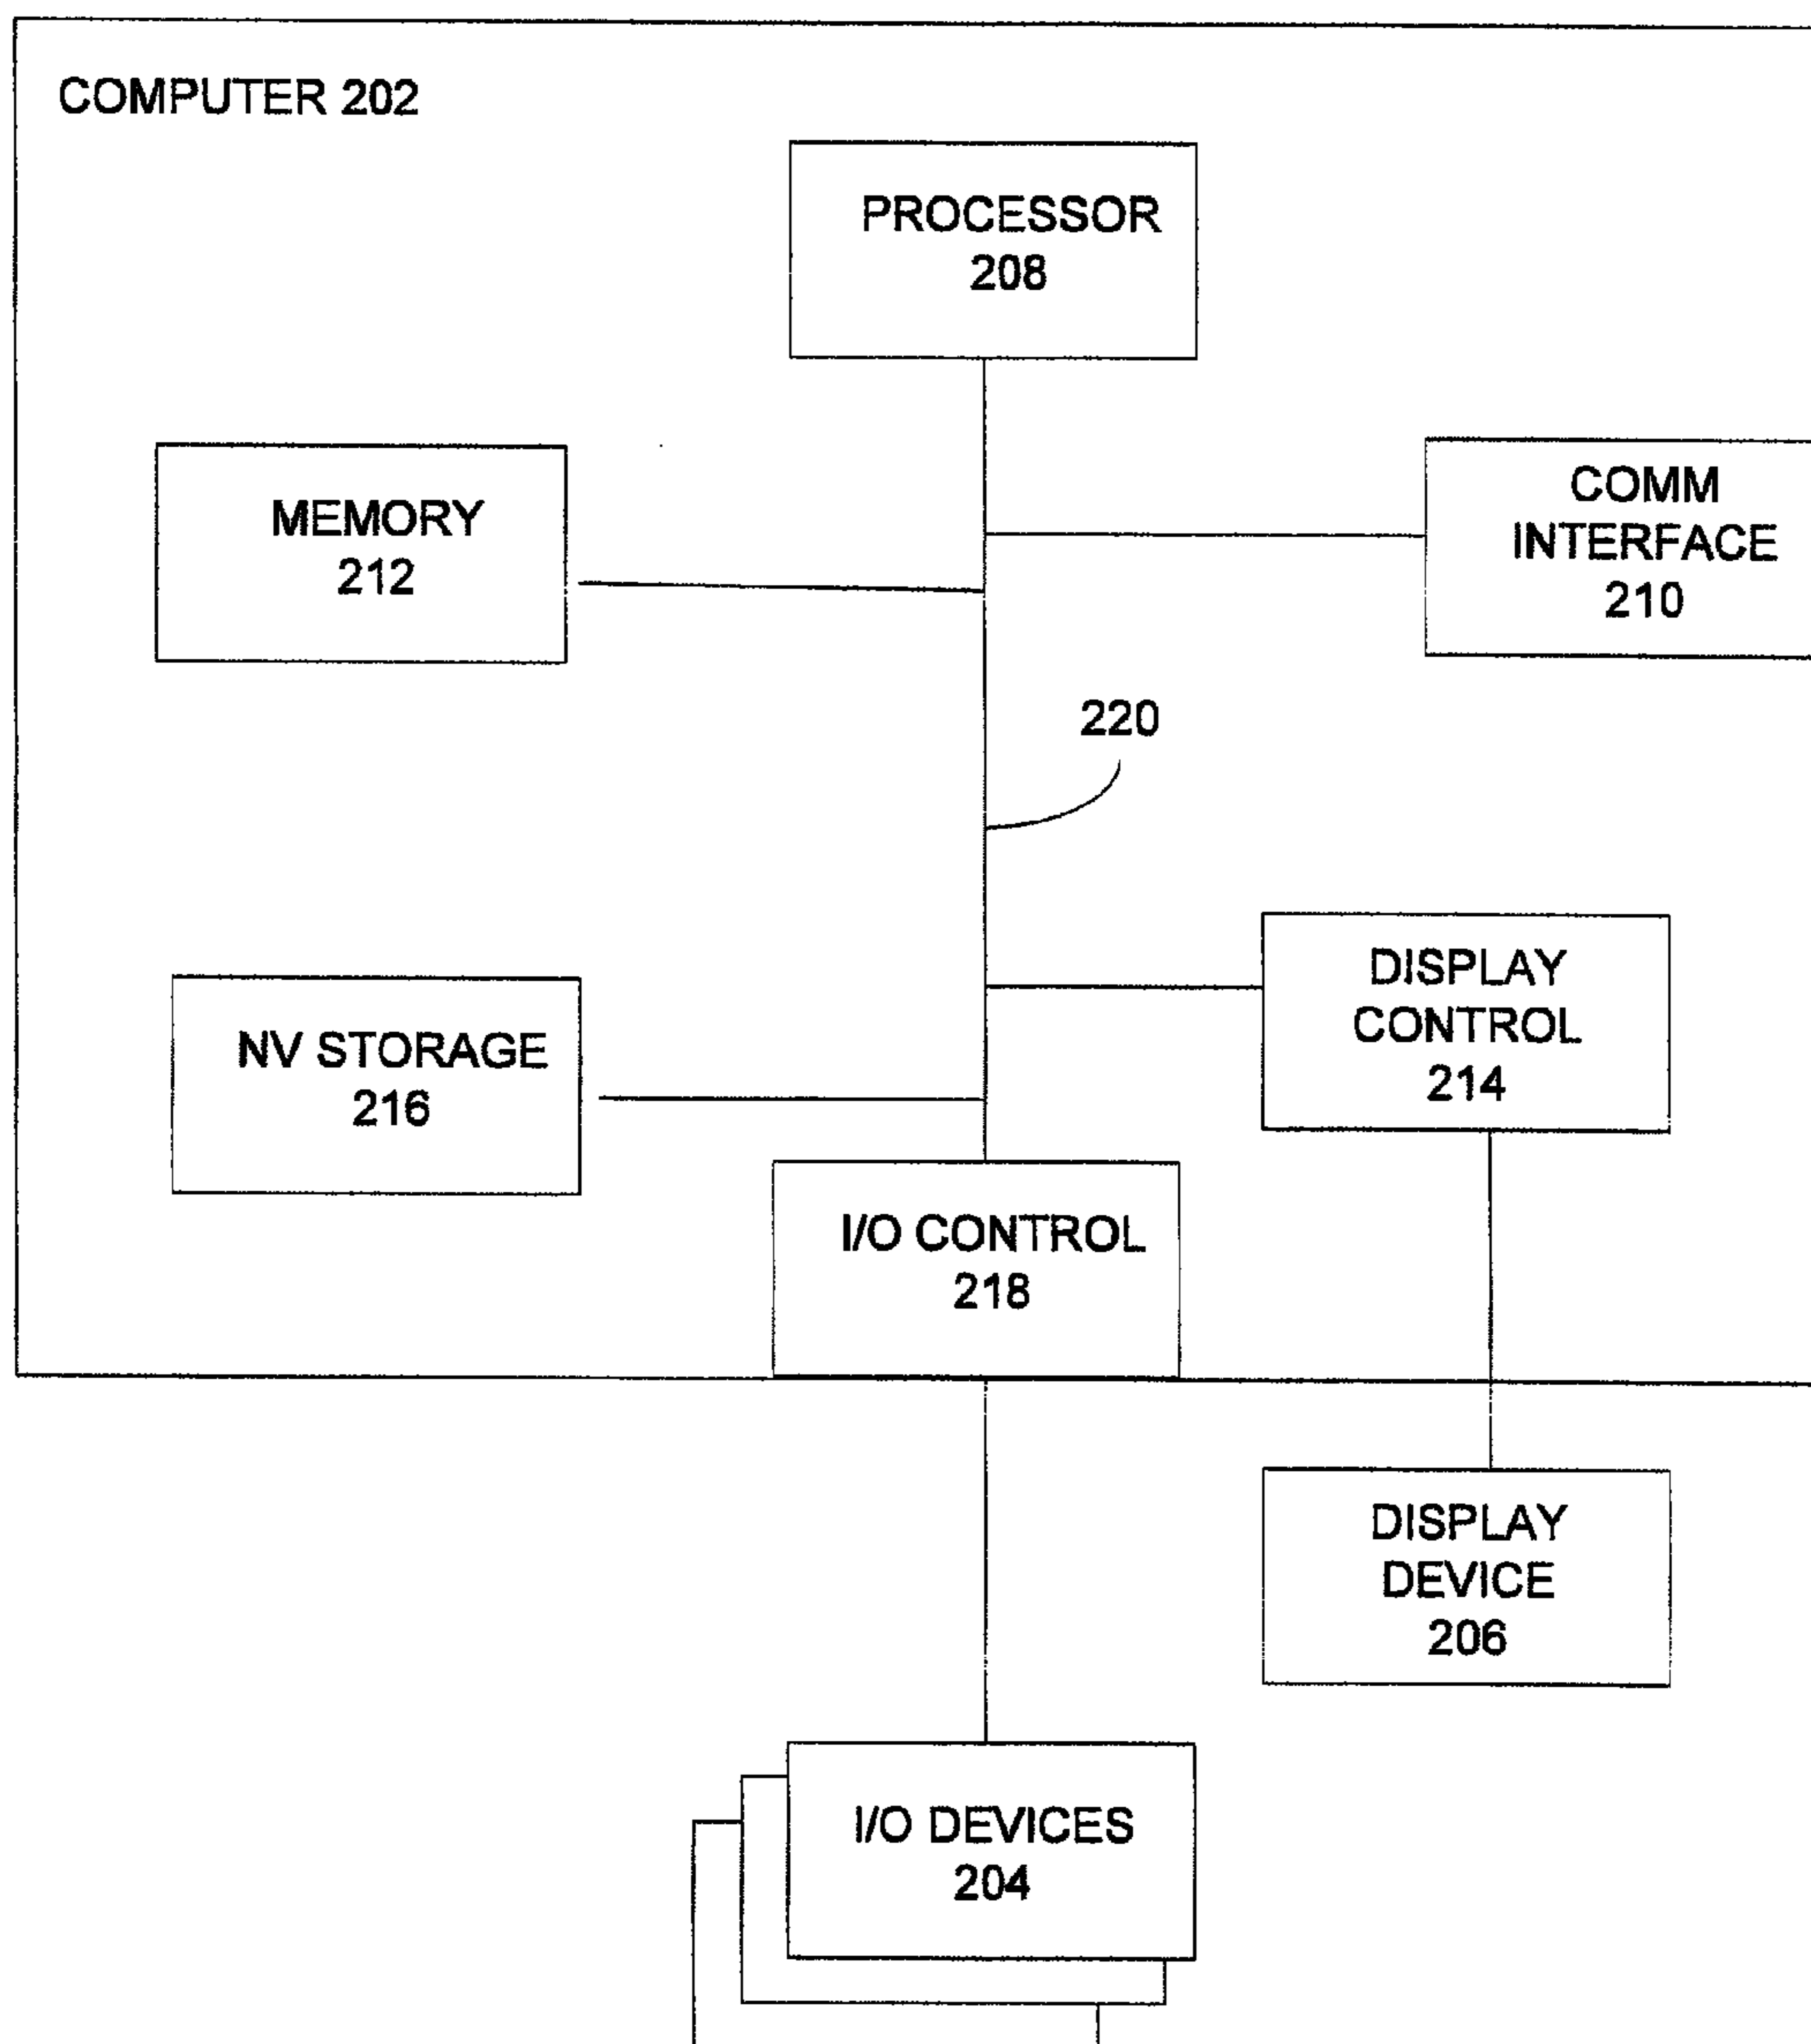 COMPUTER 202
PROCESSOR
208
MEMORY
212
COMM
INTERFACE
210
220
DISPLAY
CONTROL
214
NV STORAGE
216
I/O CONTROL
218
DISPLAY
DEVICE
206
I/O DEVICES
204